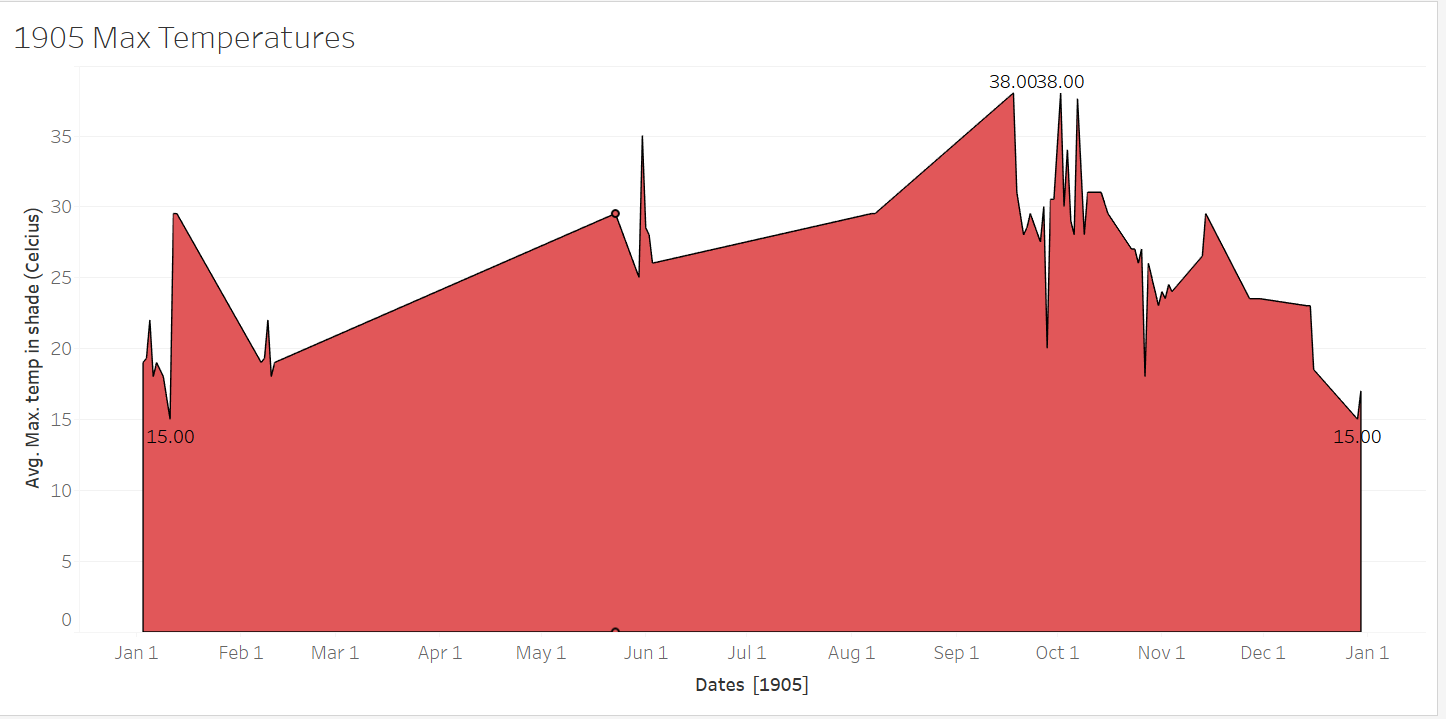 1905 Max Temperatures
38.00 38.00
35
30
25
20
15
10
5
0
15.00 15.00
Avg. Max. temp in shade (Celcius)
Jan 1 Feb 1 Mar 1 Apr 1 May 1 Jun 1 Jul 1 Aug 1 Sep 1 Oct 1 Nov 1 Dec 1 Jan 1
Dates [1905]